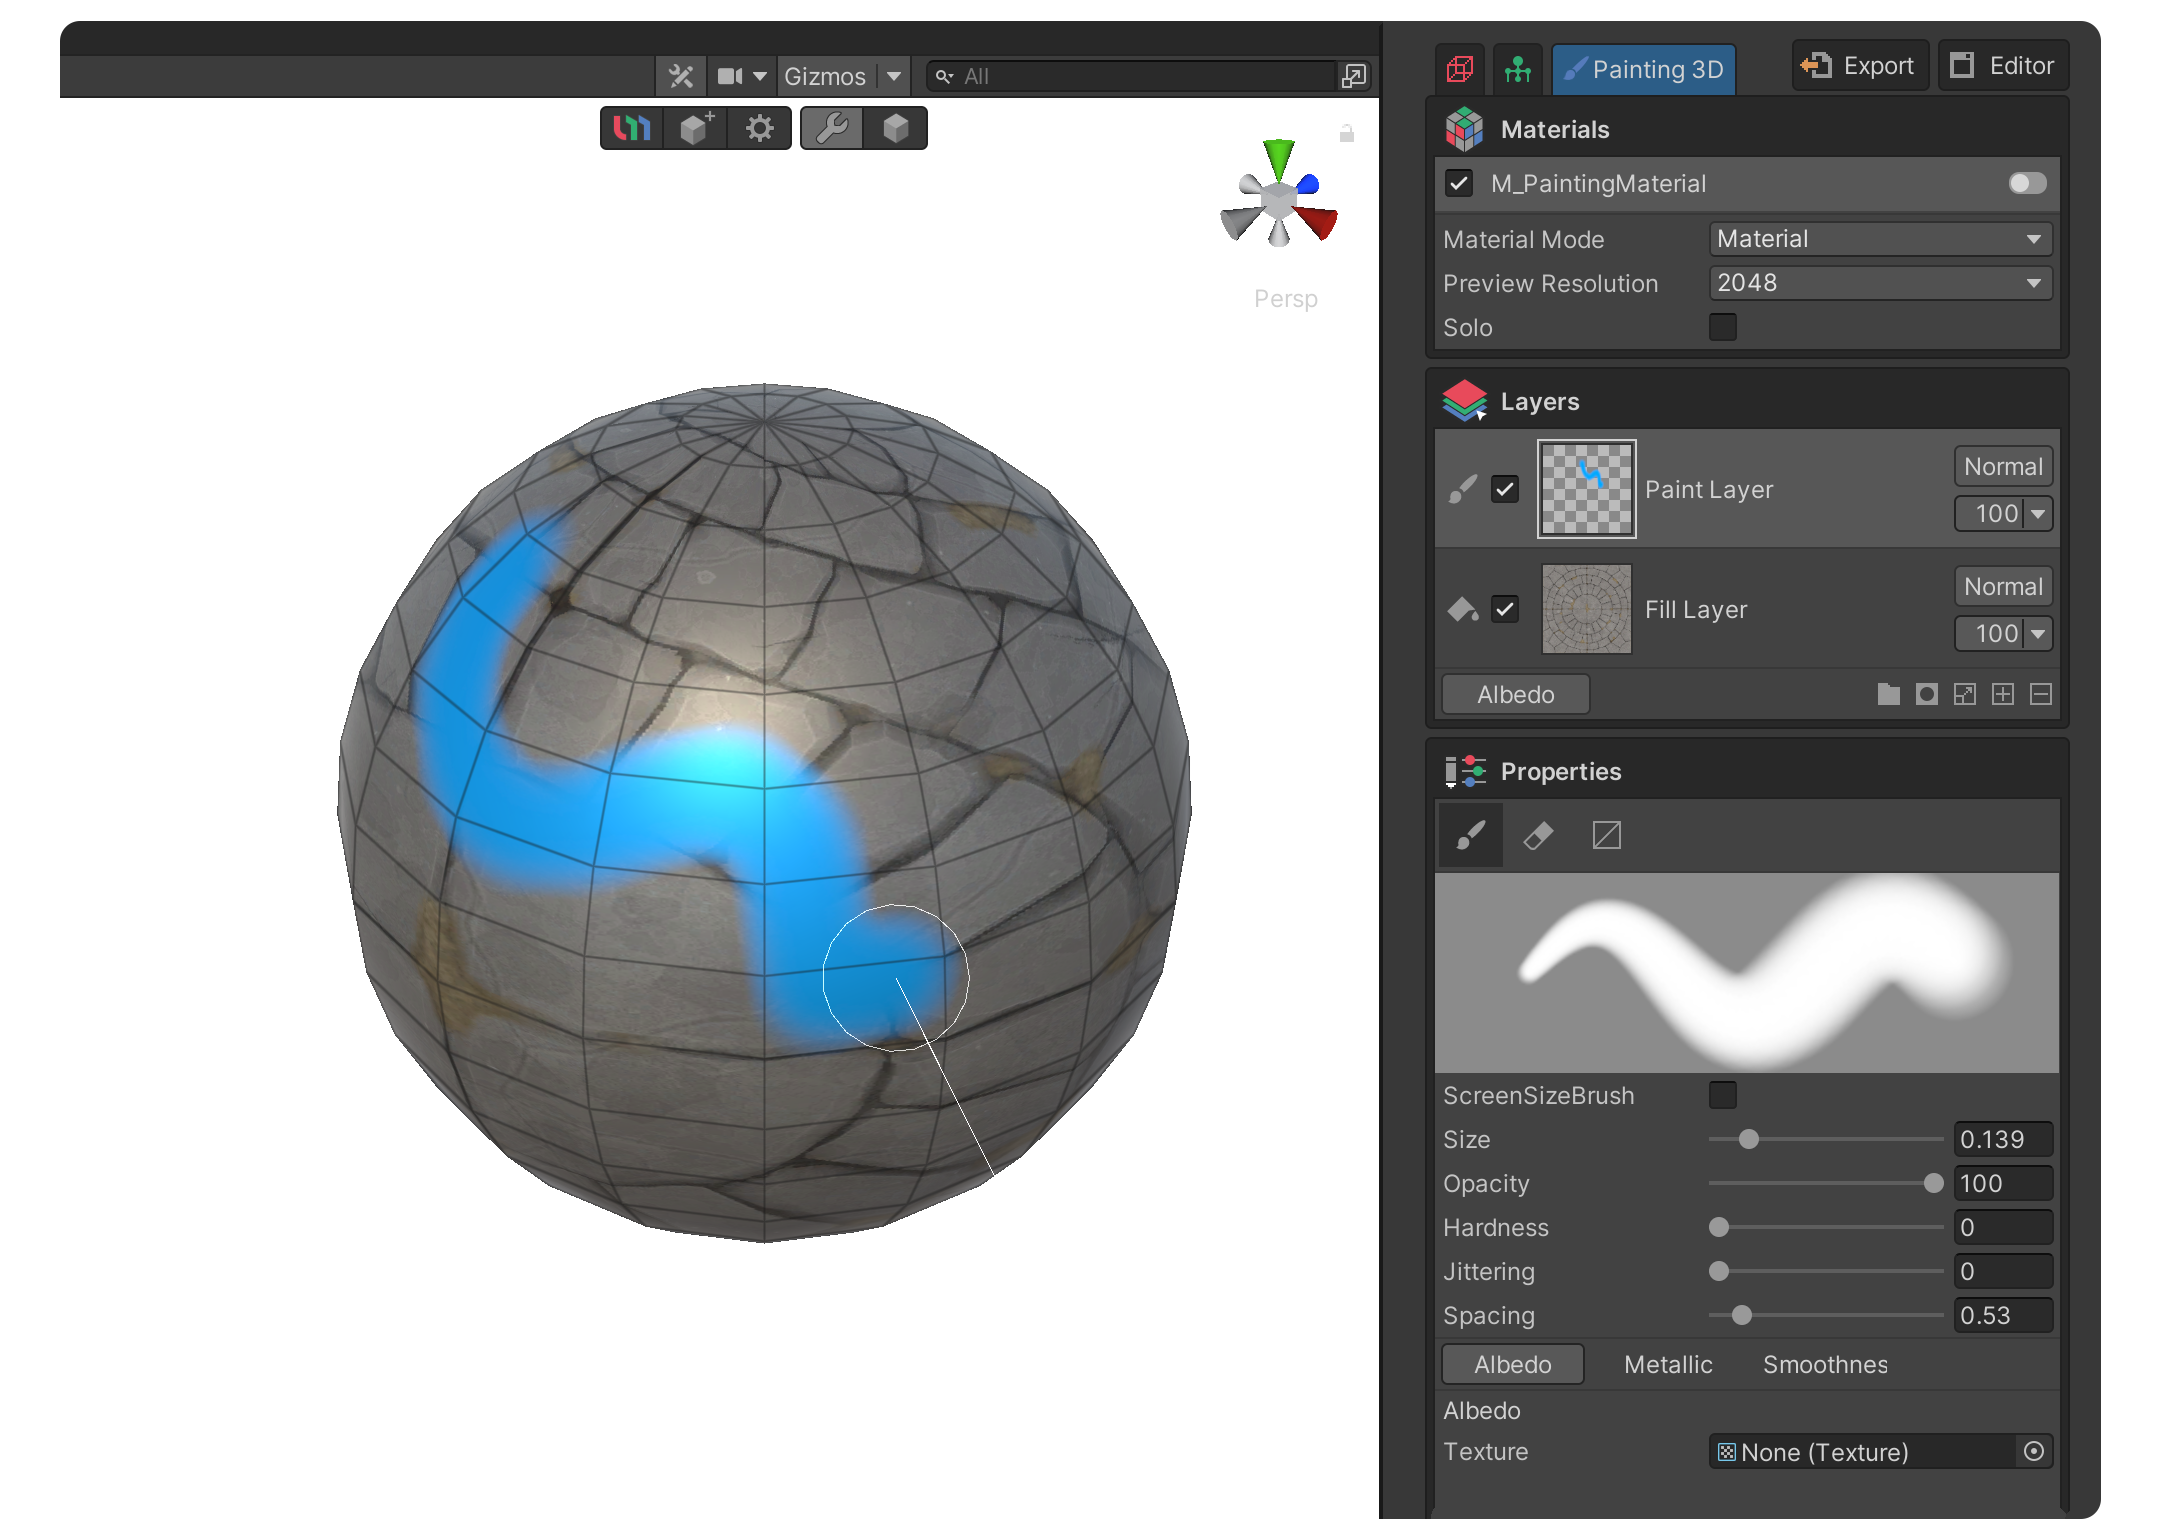 Gizmos
All
Persp
Painting 3D
Export
Editor
Materials
M_PaintingMaterial
Material Mode
Material
Preview Resolution
2048
Solo
Layers
Paint Layer
Normal
100
Fill Layer
Normal
100
Albedo
Properties
ScreenSizeBrush
Size
0.139
Opacity
100
Hardness
0
Jittering
0
Spacing
0.53
Albedo
Metallic
Smoothnes
Albedo
Texture
None (Texture)